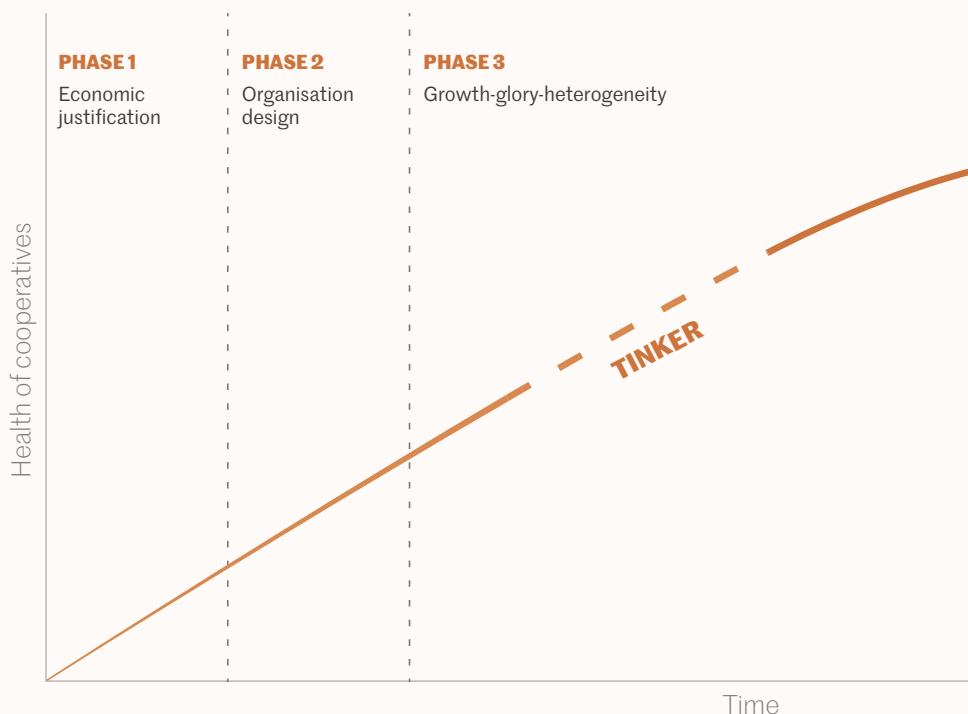 PHASE 1
Economic
justification
PHASE 2
Organisation
design
PHASE 3
Growth-glory-heterogeneity
Health of cooperatives
TINKER
Time